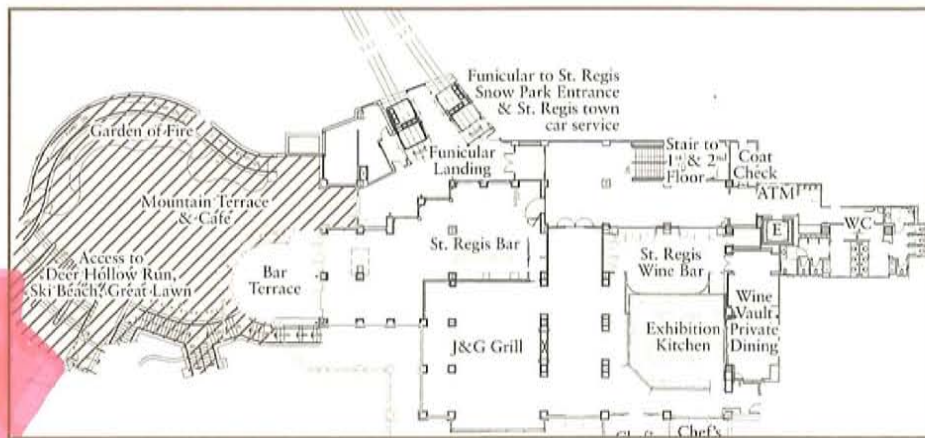 Funicular to St. Regis
Snow Park Entrance
& St. Regis town
car service
Garden of Fire
Funicular
Landing
Stair to
1st & 2nd
Floor
Coat
Check
ATM
Mountain Terrace
& Cafe
E
WC
St. Regis Bar
St. Regis
Wine Bar
Access to
Deer Hollow Run,
Ski Beach, Great Lawn
Bar
Terrace
Wine
Vault
Private
Dining
J&G Grill
Exhibition
Kitchen
Chef's